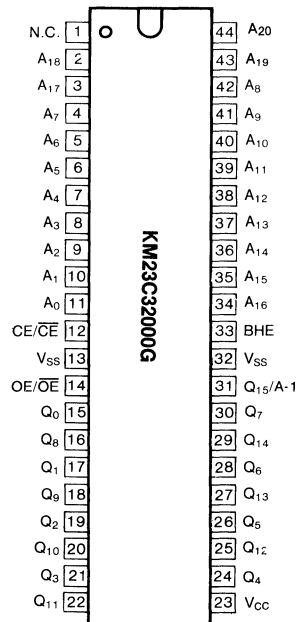 N.C. 1 44 A20
A18 2 43 A19
A17 3 42 A8
A7 4 41 A9
A6 5 40 A10
A5 6 39 A11
A4 7 38 A12
A3 8 37 A13
A2 9 36 A14
A1 10 35 A15
A0 11 34 A16
CE/C̅E̅ 12 33 BHE
VSS 13 32 VSS
OE/O̅E̅ 14 31 Q15/A-1
Q0 15 30 Q7
Q8 16 29 Q14
Q1 17 28 Q6
Q9 18 27 Q13
Q2 19 26 Q5
Q10 20 25 Q12
Q3 21 24 Q4
Q11 22 23 VCC
KM23C32000G